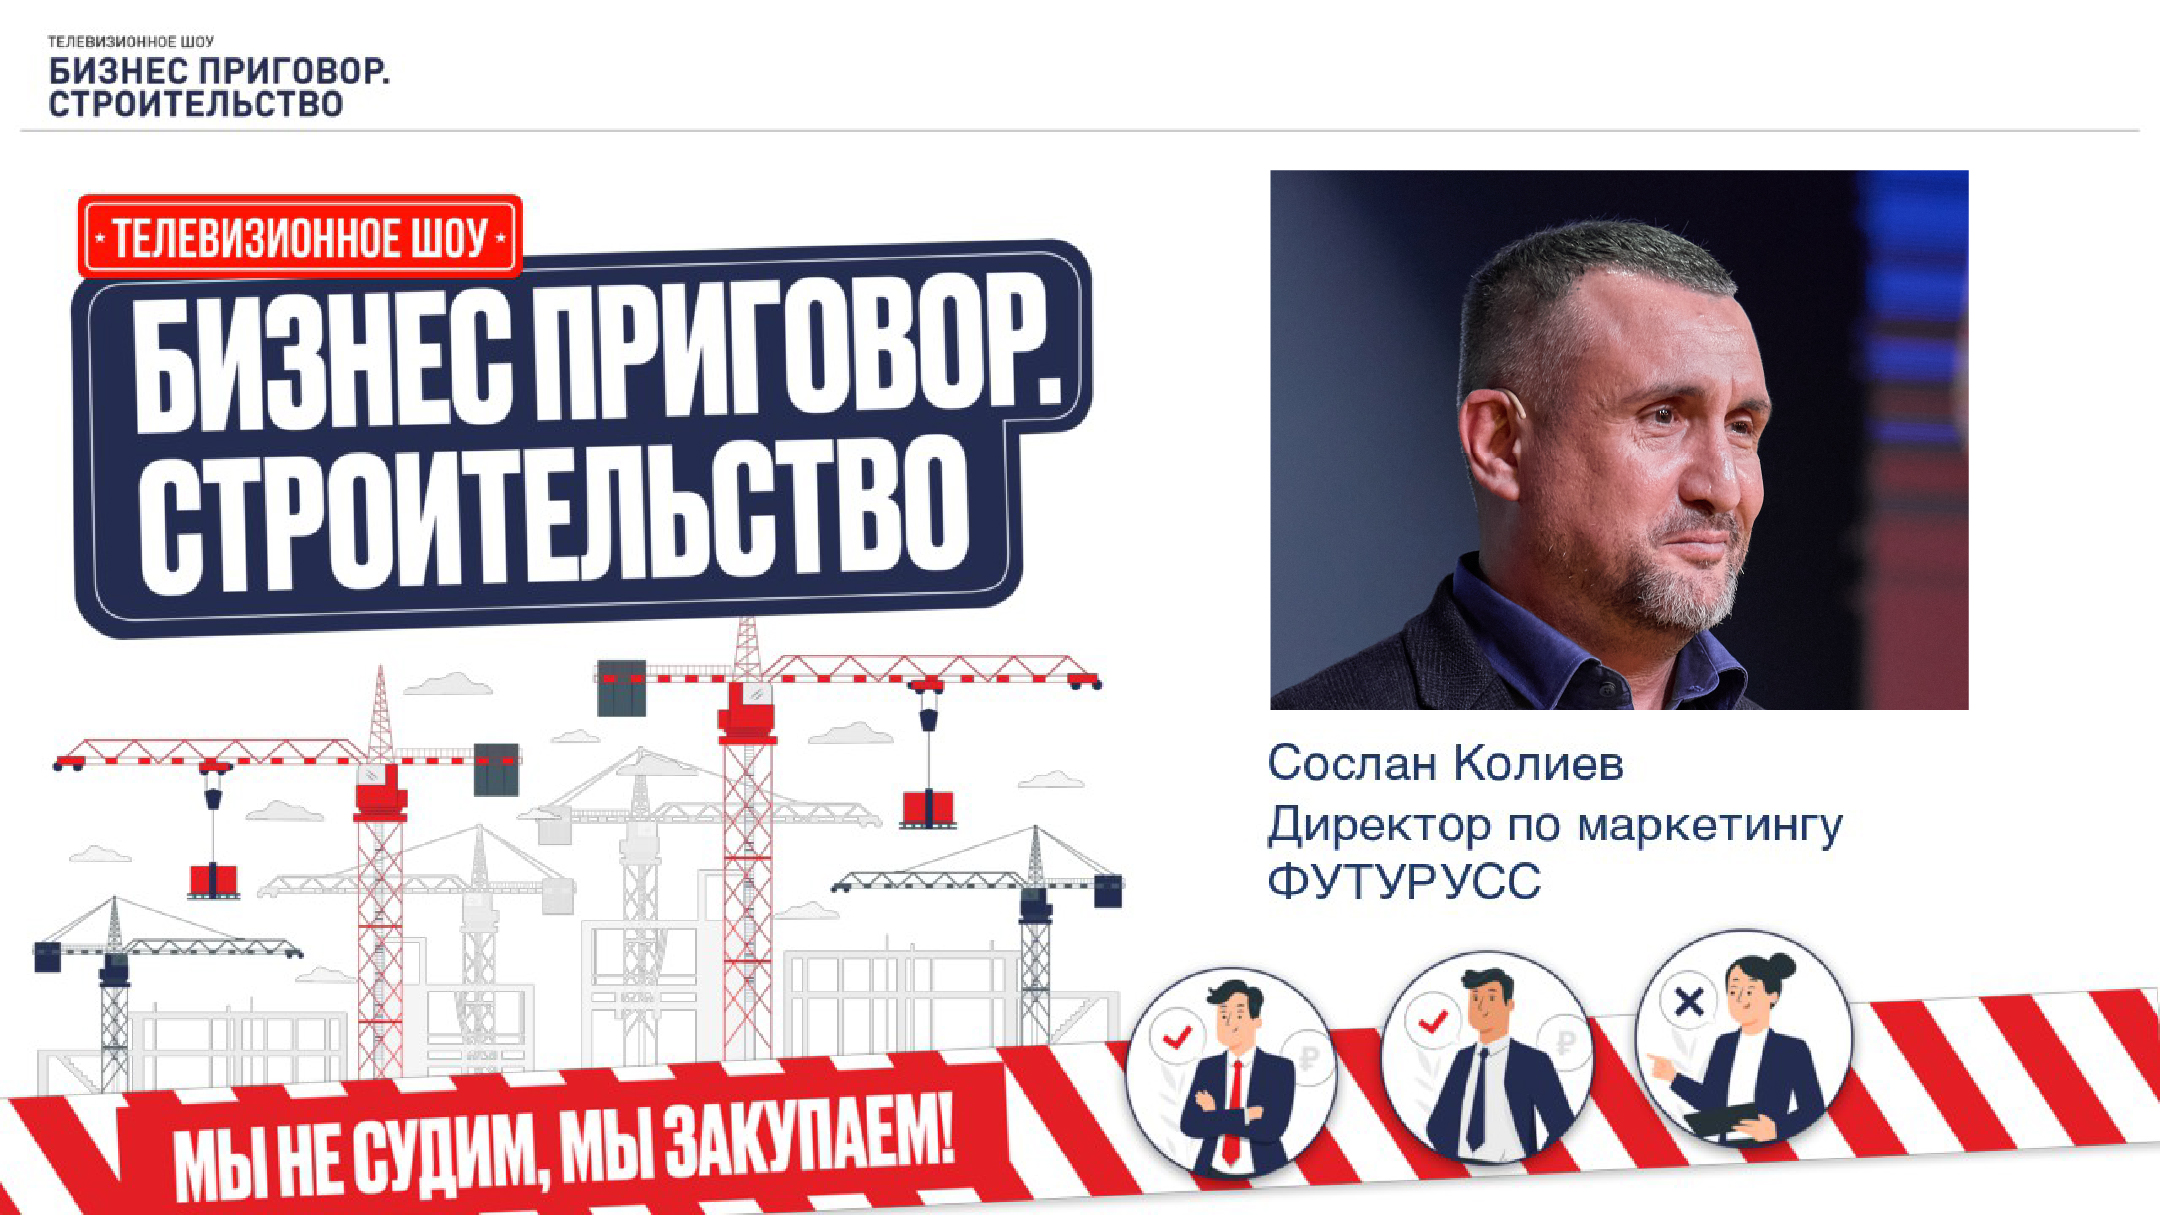 ТЕЛЕВИЗИОННОЕ ШОУ
БИЗНЕС ПРИГОВОР.
СТРОИТЕЛЬСТВО
ТЕЛЕВИЗИОННОЕ ШОУ
БИЗНЕС ПРИГОВОР.
СТРОИТЕЛЬСТВО
Сослан Колиев
Директор по маркетингу
ФУТУРУСС
₽
₽
МЫ НЕ СУДИМ, МЫ ЗАКУПАЕМ!